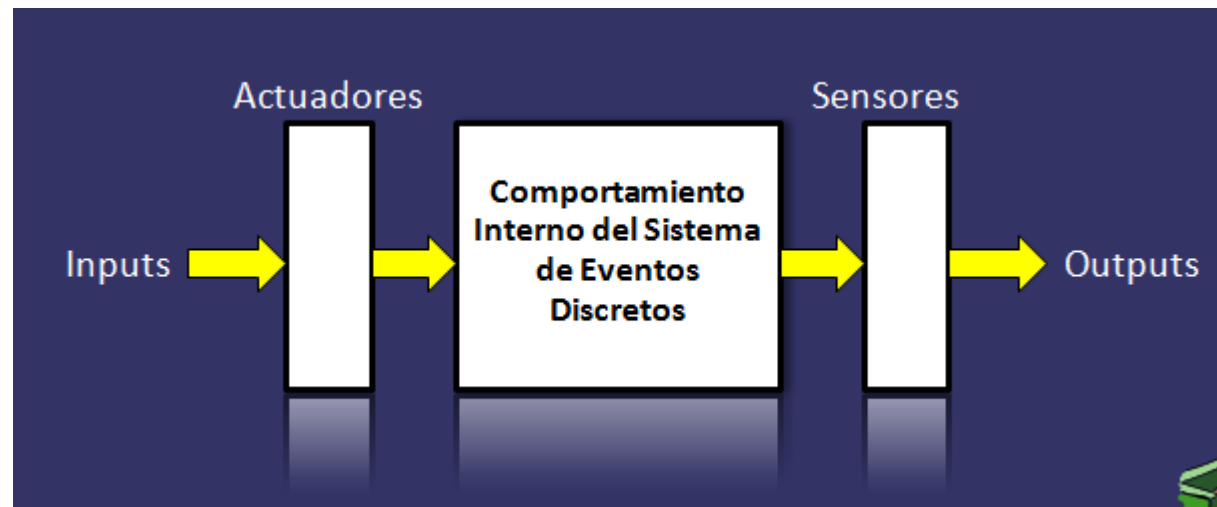 Actuadores
Sensores
Comportamiento
Interno del Sistema
de Eventos
Discretos
Inputs
Outputs